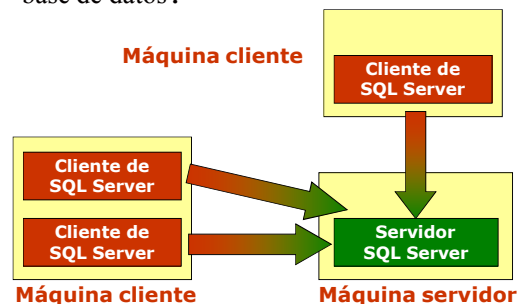 base de datos?
Máquina cliente
Cliente de
SQL Server
Cliente de
SQL Server
Cliente de
SQL Server
Servidor
SQL Server
Máquina cliente
Máquina servidor